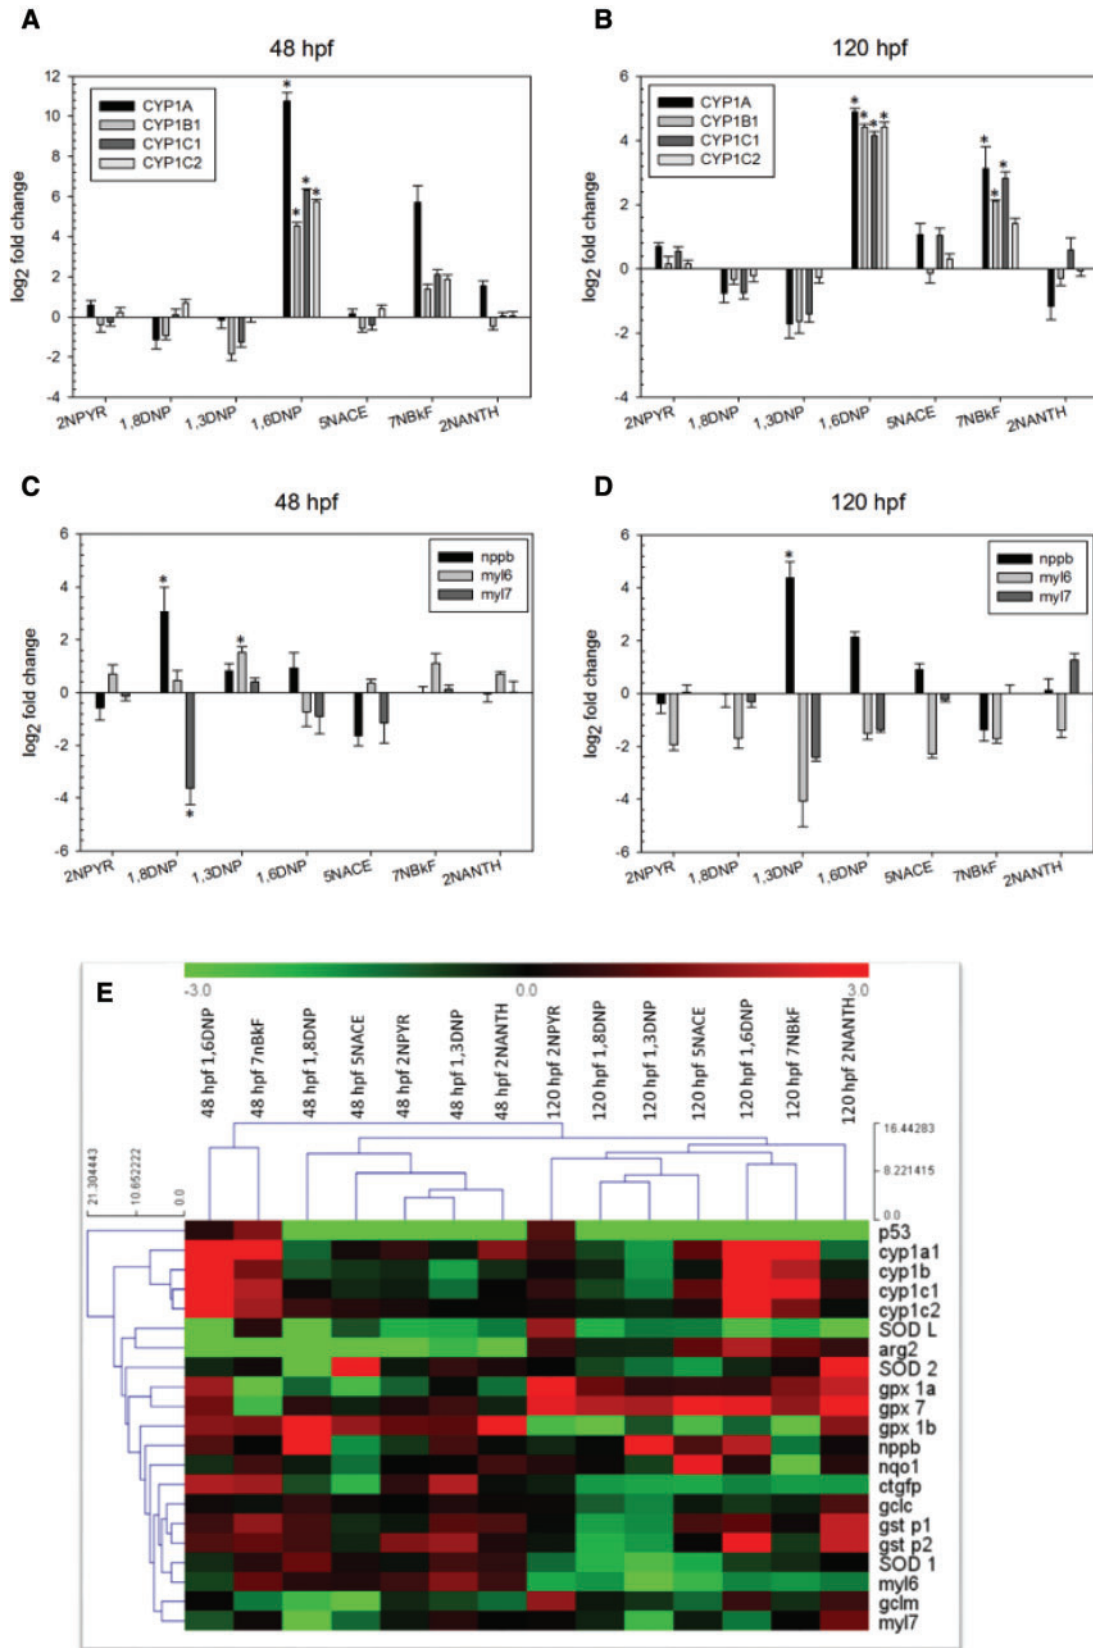 A
48 hpf
12
10
8
6
4
2
0
-2
-4
log2 fold change
CYP1A
CYP1B1
CYP1C1
CYP1C2
* * * *
2NPYR 1,8DNP 1,3DNP 1,6DNP 5NACE 7NBkF 2NANTH
B
120 hpf
6
4
2
0
-2
-4
log2 fold change
CYP1A
CYP1B1
CYP1C1
CYP1C2
* * * * * * *
2NPYR 1,8DNP 1,3DNP 1,6DNP 5NACE 7NBkF 2NANTH
C
48 hpf
6
4
2
0
-2
-4
-6
log2 fold change
nppb
myl6
myl7
* * *
2NPYR 1,8DNP 1,3DNP 1,6DNP 5NACE 7NBkF 2NANTH
D
120 hpf
6
4
2
0
-2
-4
-6
log2 fold change
nppb
myl6
myl7
*
2NPYR 1,8DNP 1,3DNP 1,6DNP 5NACE 7NBkF 2NANTH
E
-3.0 0.0 3.0
48 hpf 1,6DNP
48 hpf 7nBkF
48 hpf 1,8DNP
48 hpf 5NACE
48 hpf 2NPYR
48 hpf 1,3DNP
48 hpf 2NANTH
120 hpf 2NPYR
120 hpf 1,8DNP
120 hpf 1,3DNP
120 hpf 5NACE
120 hpf 1,6DNP
120 hpf 7NBkF
120 hpf 2NANTH
16.44283
8.221415
0.0
21.304443
10.652222
0.0
p53
cyp1a1
cyp1b
cyp1c1
cyp1c2
SOD L
arg2
SOD 2
gpx 1a
gpx 7
gpx 1b
nppb
nqo1
ctgfp
gclc
gst p1
gst p2
SOD 1
myl6
gclm
myl7